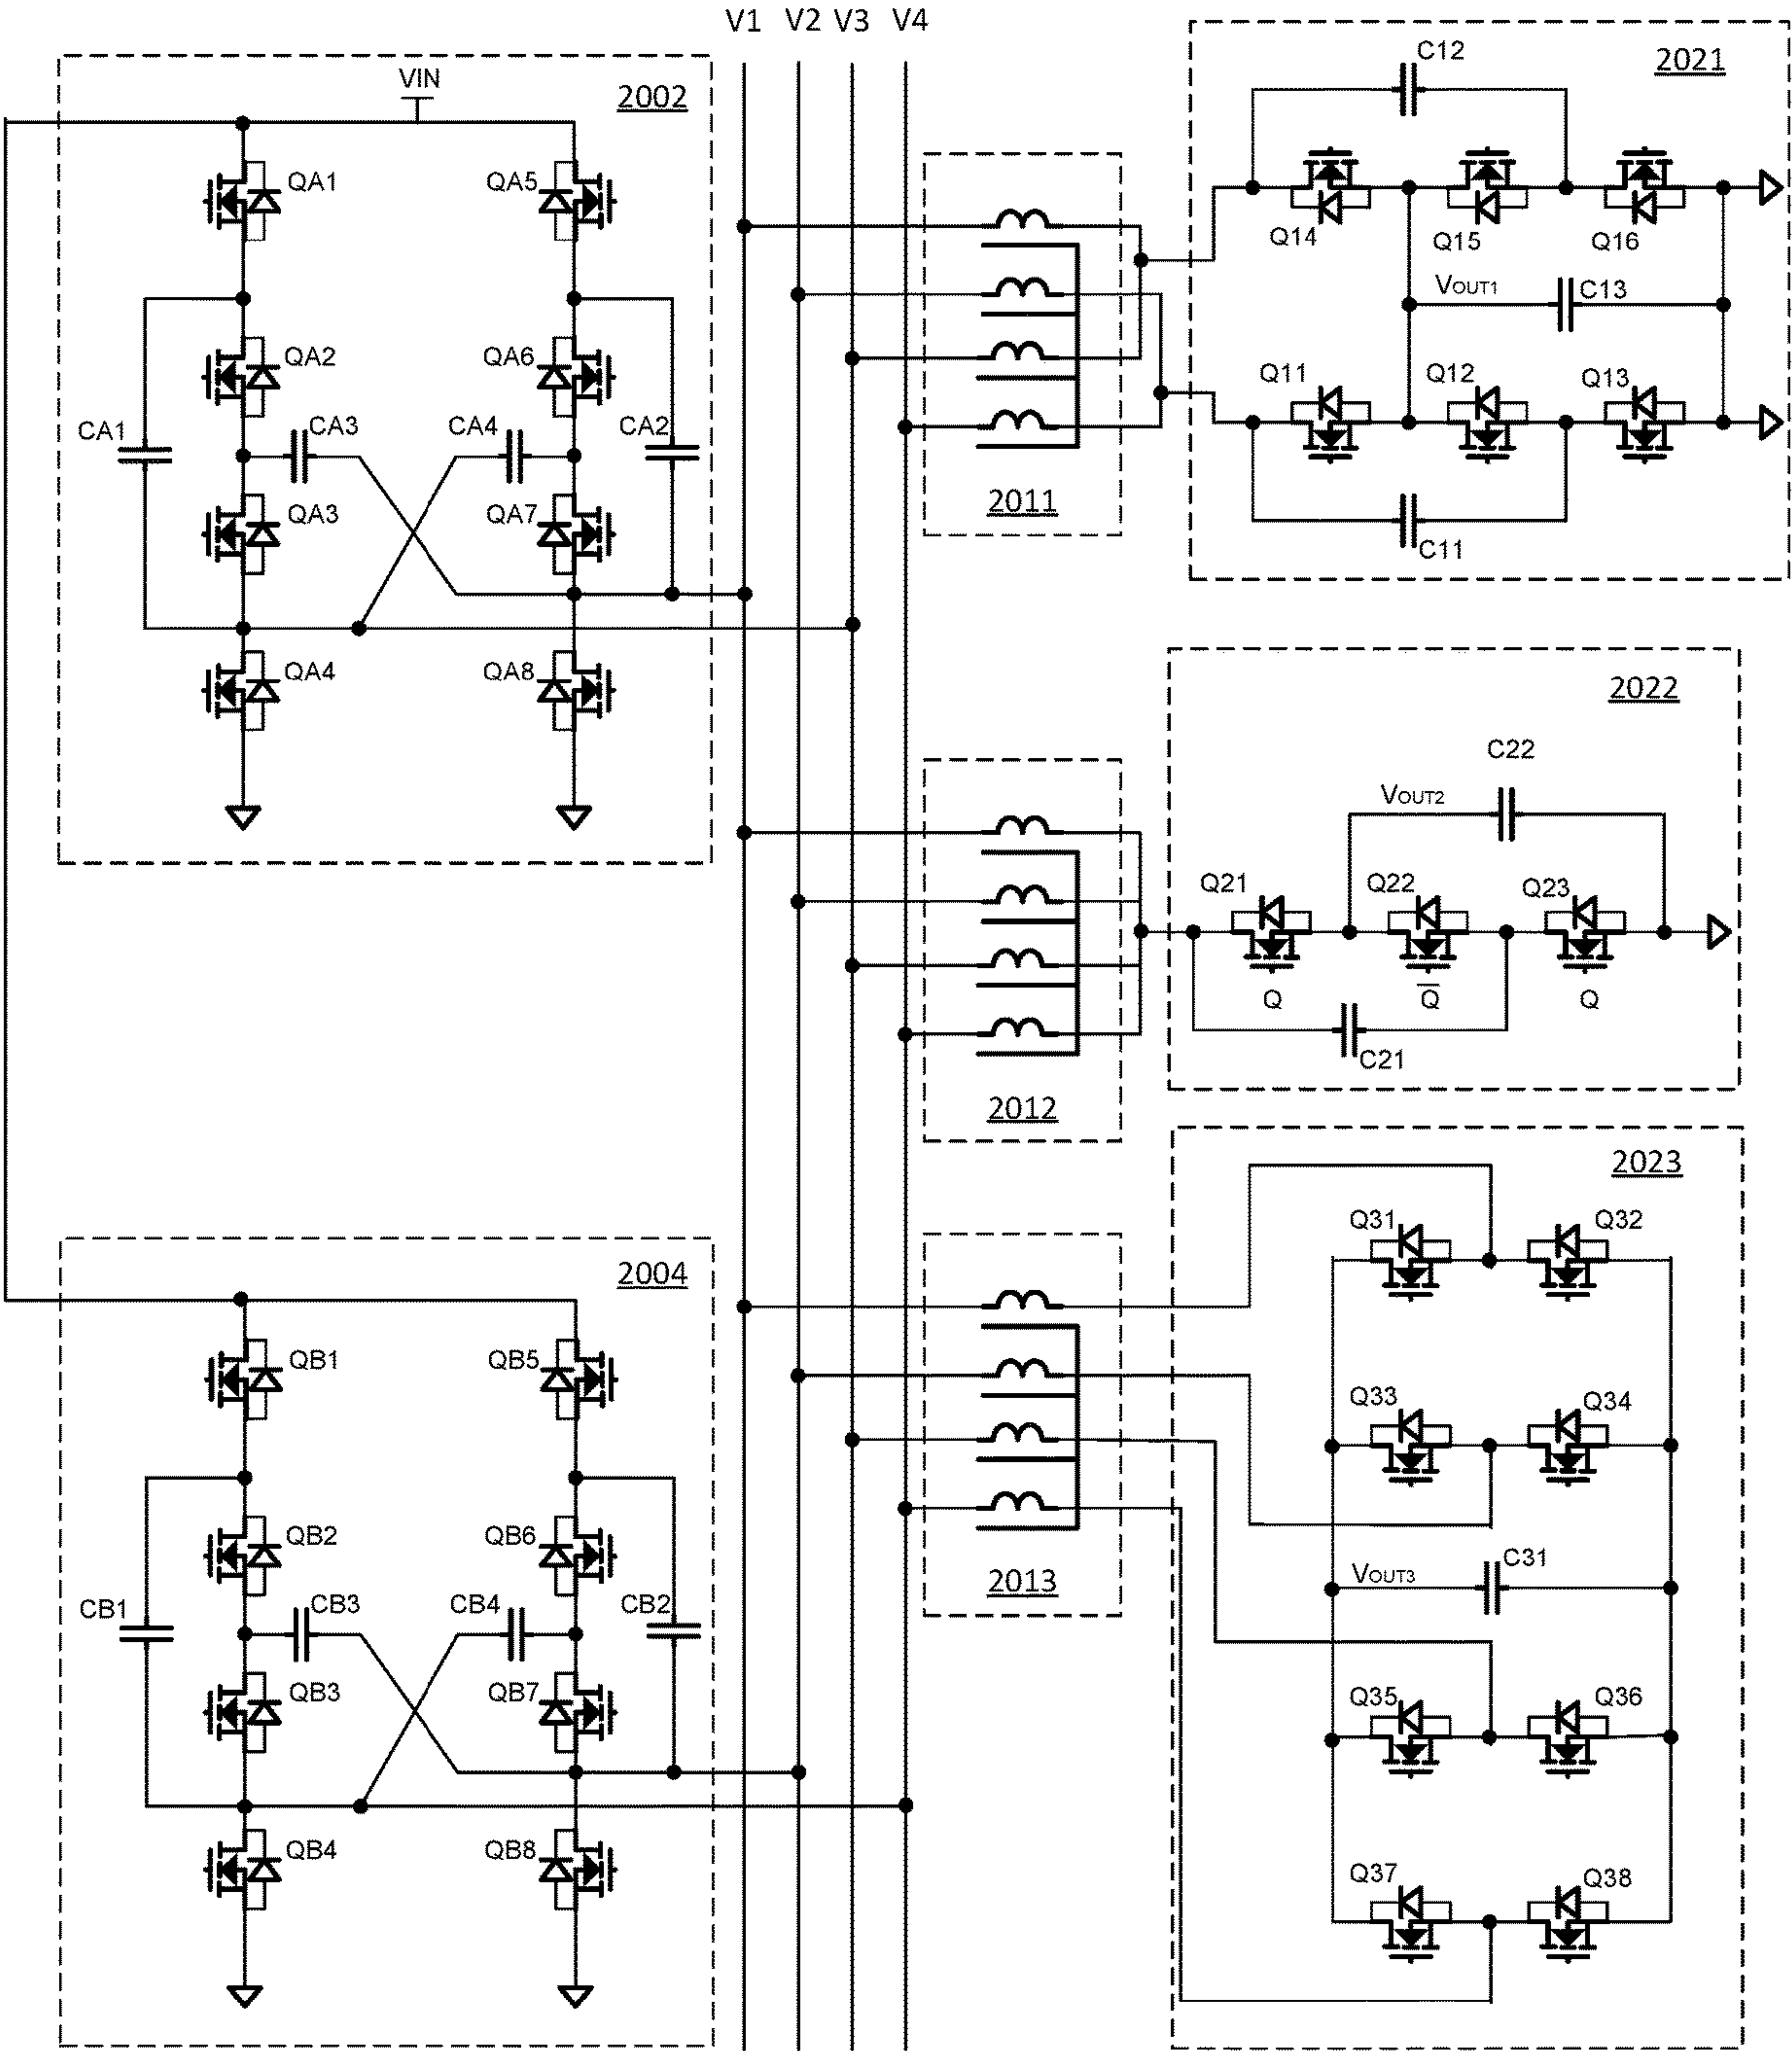 V1 V2 V3 V4
VIN
2002
QA1
QA5
QA2
QA6
CA1
CA3
CA4
CA2
QA3
QA7
QA4
QA8
2011
2021
C12
Q14
Q15
Q16
VOUT1
C13
Q11
Q12
Q13
C11
2012
2022
C22
VOUT2
Q21
Q22
Q23
Q
Q̅
Q
C21
2004
QB1
QB5
QB2
QB6
CB1
CB3
CB4
CB2
QB3
QB7
QB4
QB8
2013
2023
Q31
Q32
Q33
Q34
VOUT3
C31
Q35
Q36
Q37
Q38